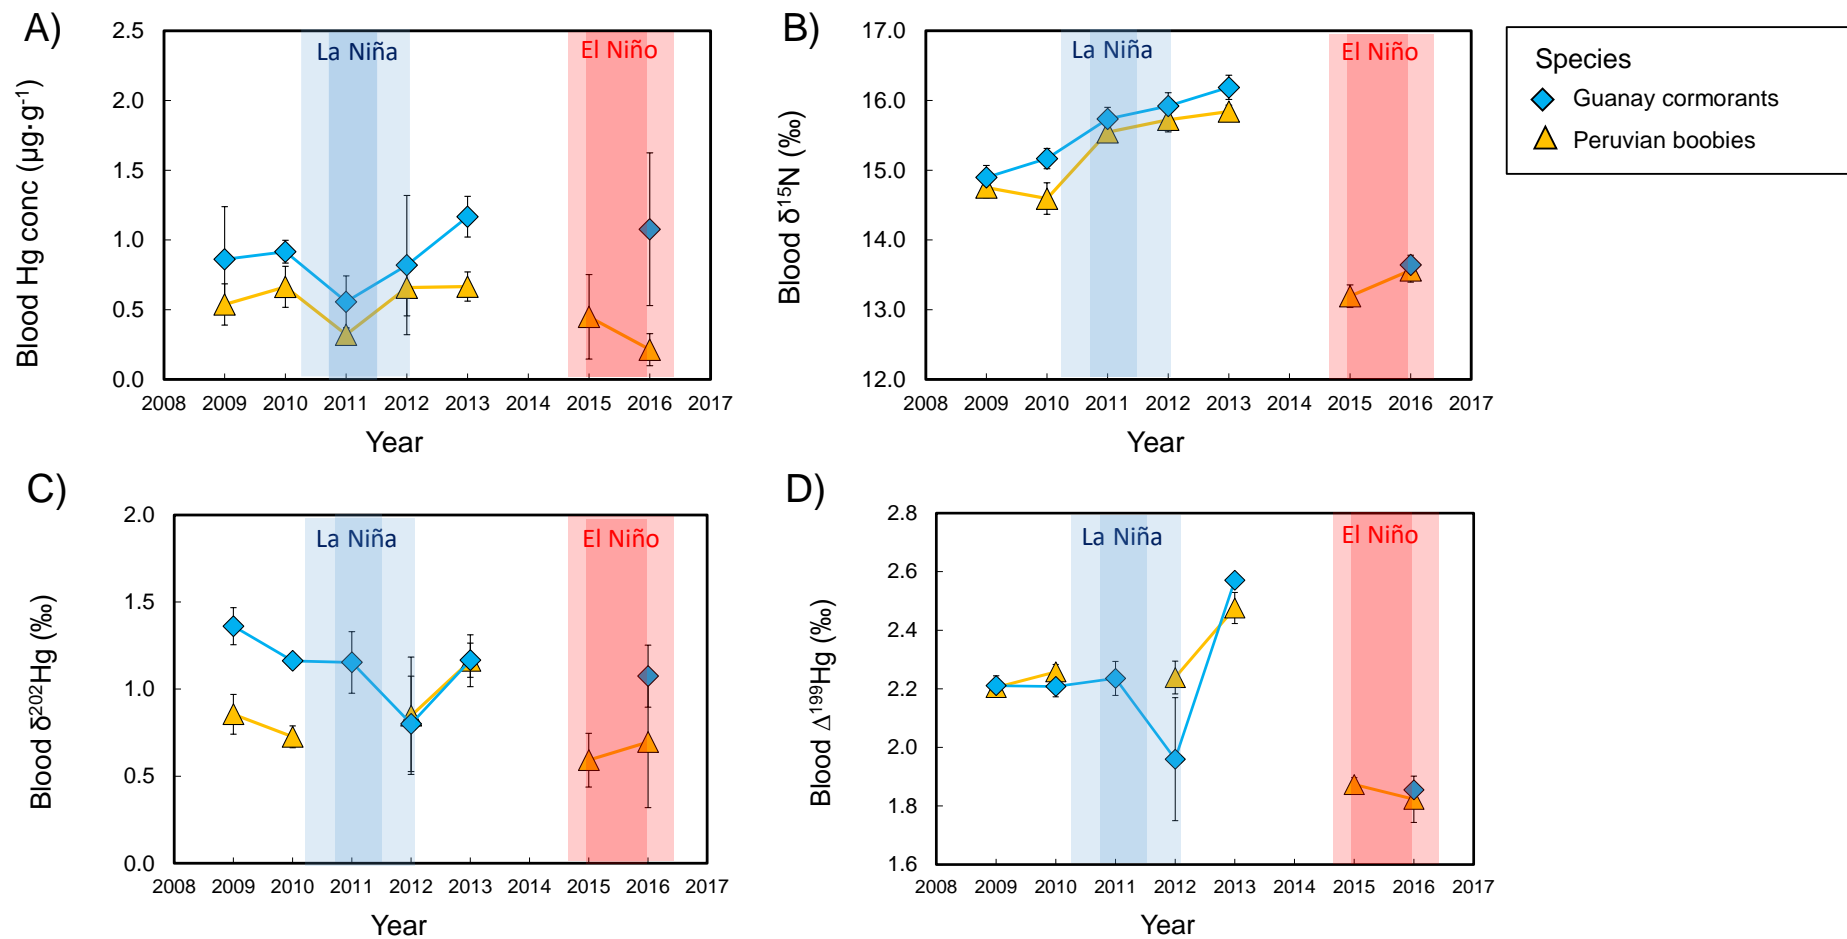 A)
2.5
2.0
1.5
1.0
0.5
0.0
Blood Hg conc (µg·g⁻¹)
La Niña
El Niño
2008 2009 2010 2011 2012 2013 2014 2015 2016 2017
Year
B)
17.0
16.0
15.0
14.0
13.0
12.0
Blood δ¹⁵N (‰)
La Niña
El Niño
2008 2009 2010 2011 2012 2013 2014 2015 2016 2017
Year
Species
Guanay cormorants
Peruvian boobies
C)
2.0
1.5
1.0
0.5
0.0
Blood δ²⁰²Hg (‰)
La Niña
El Niño
2008 2009 2010 2011 2012 2013 2014 2015 2016 2017
Year
D)
2.8
2.6
2.4
2.2
2.0
1.8
1.6
Blood Δ¹⁹⁹Hg (‰)
La Niña
El Niño
2008 2009 2010 2011 2012 2013 2014 2015 2016 2017
Year